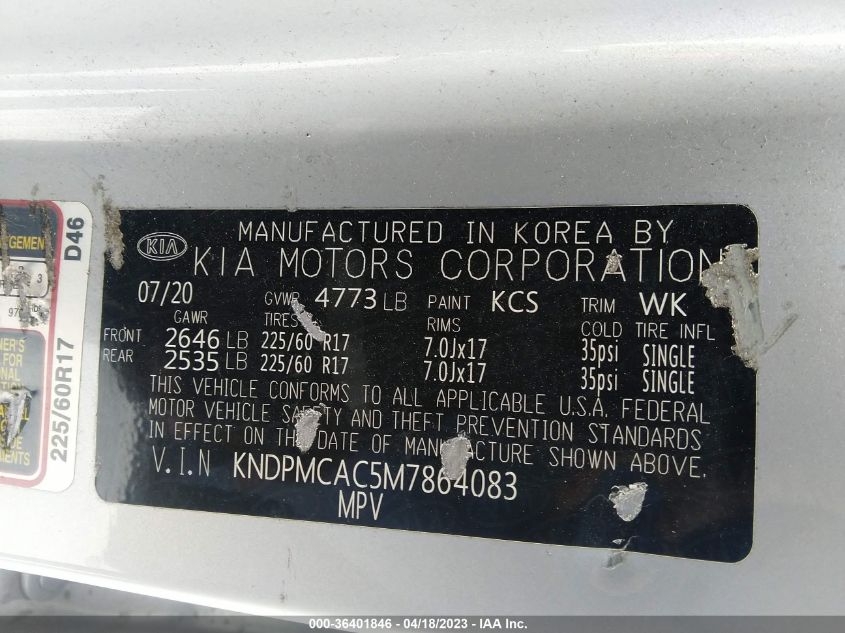 MANUFACTURED IN KOREA BY
KIA KIA MOTORS CORPORATION
07/20 GVWR 4773 LB PAINT KCS TRIM WK
GAWR TIRES RIMS COLD TIRE INFL
FRONT 2646 LB 225/60 R17 7.0Jx17 35psi SINGLE
REAR 2535 LB 225/60 R17 7.0Jx17 35psi SINGLE
THIS VEHICLE CONFORMS TO ALL APPLICABLE U.S.A. FEDERAL
MOTOR VEHICLE SAFETY AND THEFT PREVENTION STANDARDS
IN EFFECT ON THE DATE OF MANUFACTURE SHOWN ABOVE.
V.I.N KNDPMCAC5M7864083
MPV
D46
225/60R17
© - 36401846 - 04/18/2023 - IAA Inc.